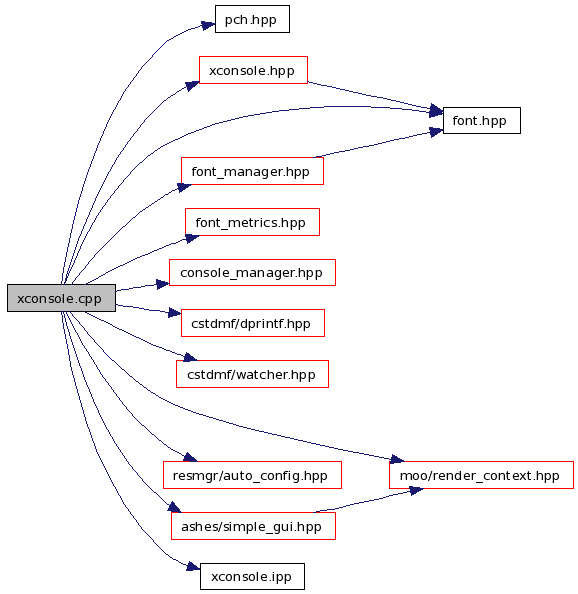 pch.hpp
xconsole.hpp
font.hpp
font_manager.hpp
font_metrics.hpp
console_manager.hpp
xconsole.cpp
cstdmf/dprintf.hpp
cstdmf/watcher.hpp
resmgr/auto_config.hpp
moo/render_context.hpp
ashes/simple_gui.hpp
xconsole.ipp